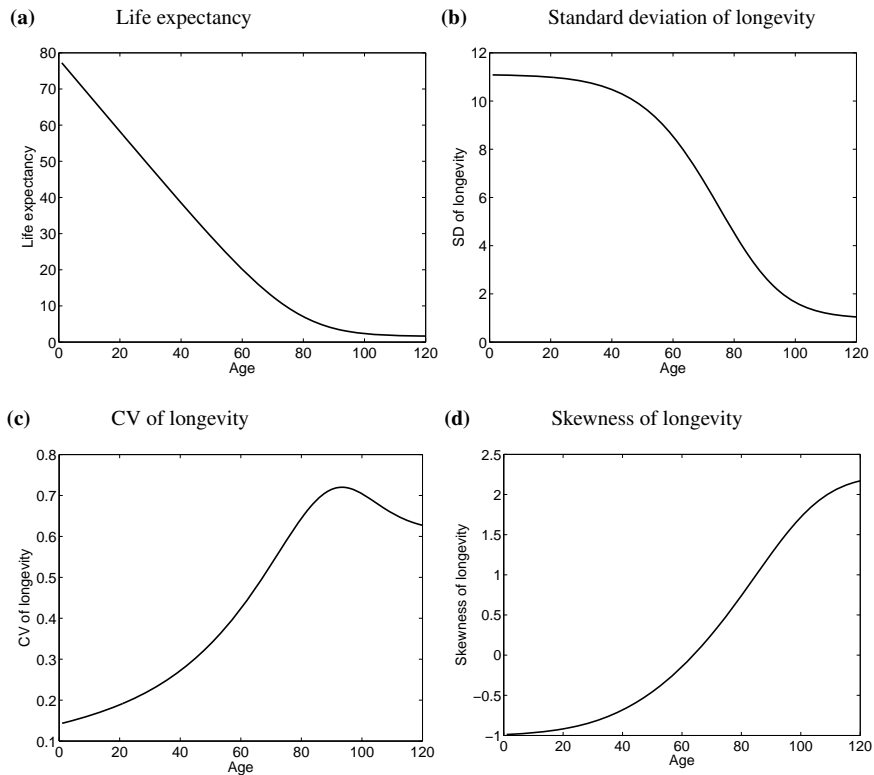 (a) Life expectancy
80
70
60
50
40
30
20
10
0
Life expectancy
0 20 40 60 80 100 120
Age
(b) Standard deviation of longevity
12
10
8
6
4
2
0
SD of longevity
0 20 40 60 80 100 120
Age
(c) CV of longevity
0.8
0.7
0.6
0.5
0.4
0.3
0.2
0.1
CV of longevity
0 20 40 60 80 100 120
Age
(d) Skewness of longevity
2.5
2
1.5
1
0.5
0
−0.5
−1
Skewness of longevity
0 20 40 60 80 100 120
Age